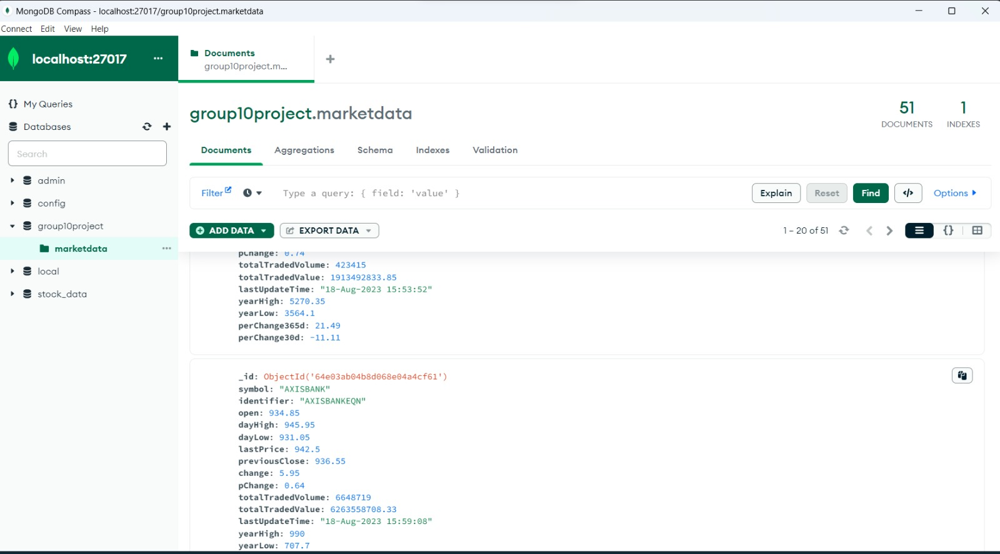 MongoDB Compass - localhost:27017/group10project.marketdata
Connect Edit View Help
localhost:27017 ...
Documents
group10project.m...
+
{} My Queries
Databases
Search
admin
config
group10project
marketdata ...
local
stock_data
group10project.marketdata
51
DOCUMENTS
1
INDEXES
Documents Aggregations Schema Indexes Validation
Filter Type a query: { field: 'value' } Explain Reset Find </> Options
ADD DATA EXPORT DATA 1 – 20 of 51 {}
pChange: 0.74
totalTradedVolume: 423415
totalTradedValue: 1913492833.85
lastUpdateTime: "18-Aug-2023 15:53:52"
yearHigh: 5270.35
yearLow: 3564.1
perChange365d: 21.49
perChange30d: -11.11
_id: ObjectId('64e03ab04b8d068e04a4cf61')
symbol: "AXISBANK"
identifier: "AXISBANKEQN"
open: 934.85
dayHigh: 945.95
dayLow: 931.05
lastPrice: 942.5
previousClose: 936.55
change: 5.95
pChange: 0.64
totalTradedVolume: 6648719
totalTradedValue: 6263558708.33
lastUpdateTime: "18-Aug-2023 15:59:08"
yearHigh: 990
yearLow: 707.7